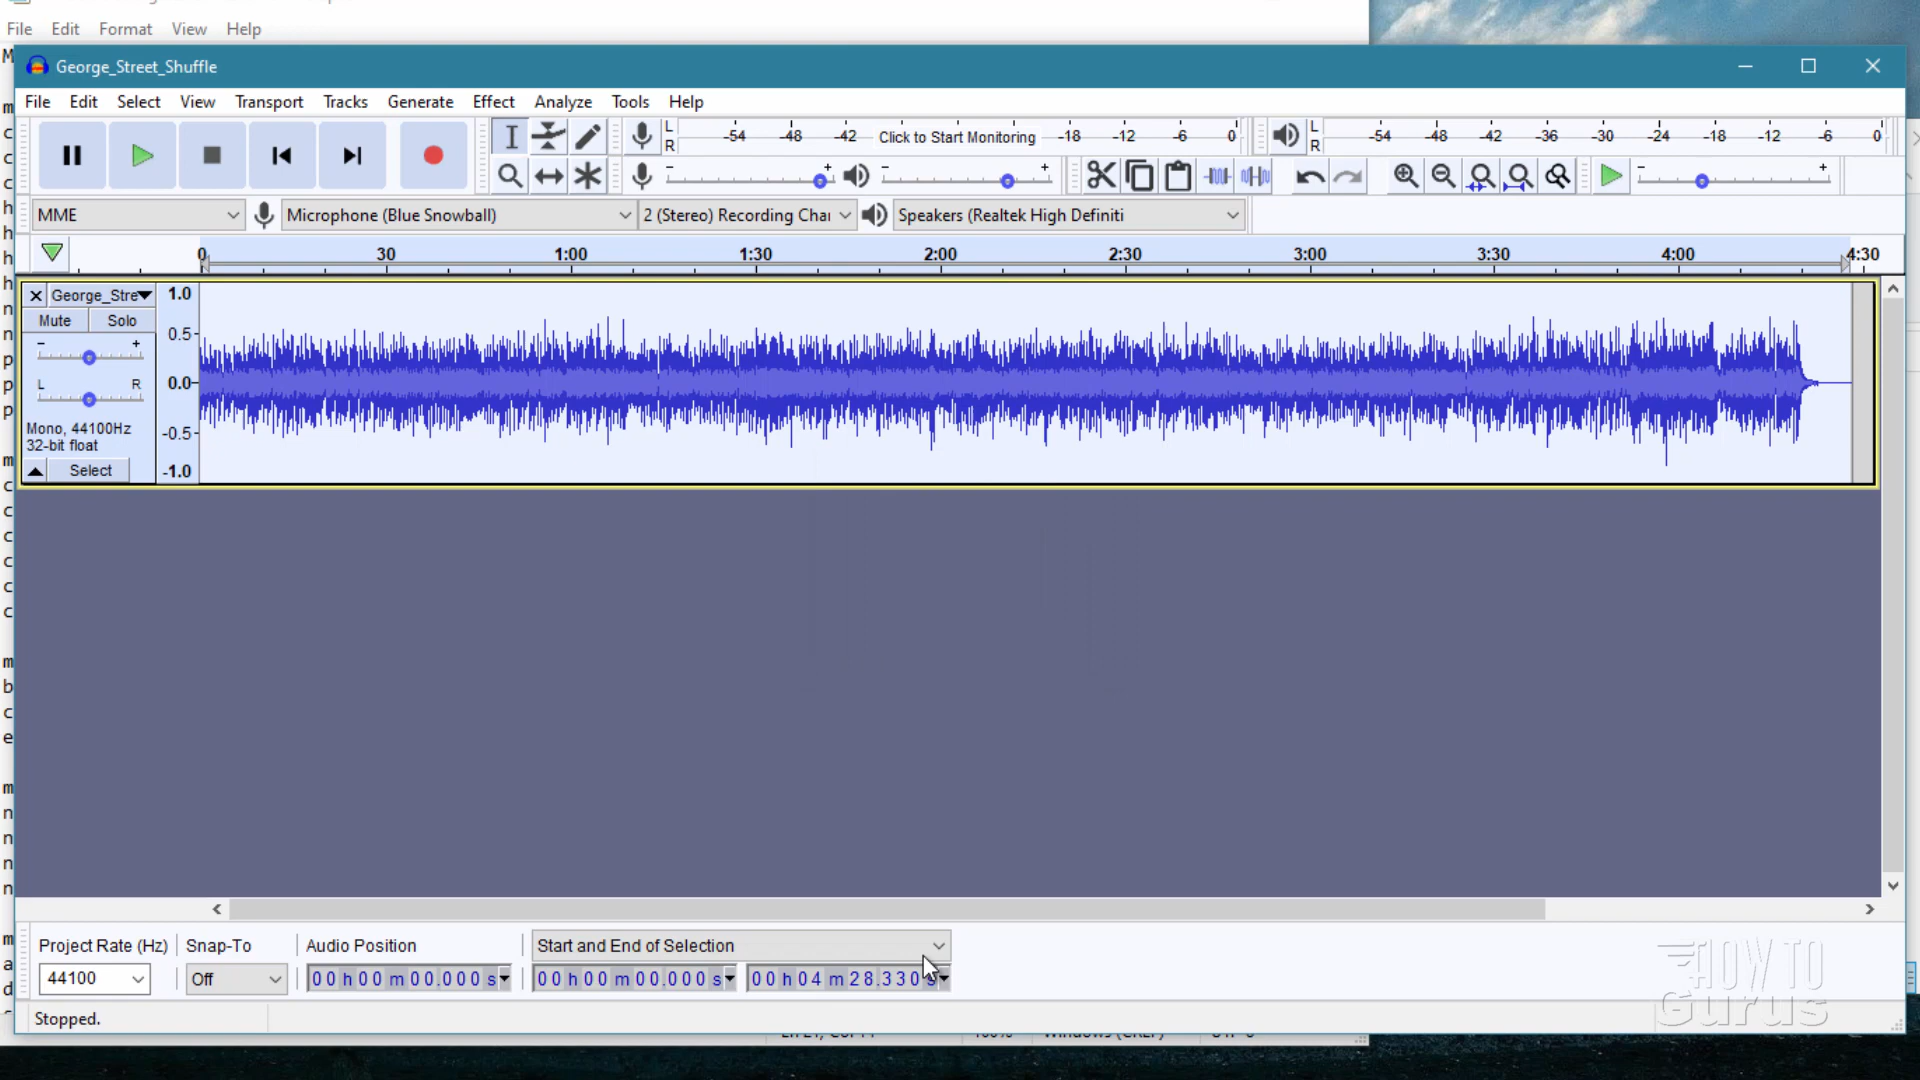 File Edit Format View Help
George_Street_Shuffle
File Edit Select View Transport Tracks Generate Effect Analyze Tools Help
L R -54 -48 -42 Click to Start Monitoring -18 -12 -6 0
L R -54 -48 -42 -36 -30 -24 -18 -12 -6 0
MME Microphone (Blue Snowball) 2 (Stereo) Recording Chai Speakers (Realtek High Definiti
0 30 1:00 1:30 2:00 2:30 3:00 3:30 4:00 4:30
George_Stre
Mute Solo
- +
L R
Mono, 44100Hz
32-bit float
Select
1.0
0.5
0.0
-0.5
-1.0
Project Rate (Hz) Snap-To Audio Position Start and End of Selection
44100 Off 00 h 00 m 00.000 s 00 h 00 m 00.000 s 00 h 04 m 28.330 s
Stopped.
HOW TO
Gurus